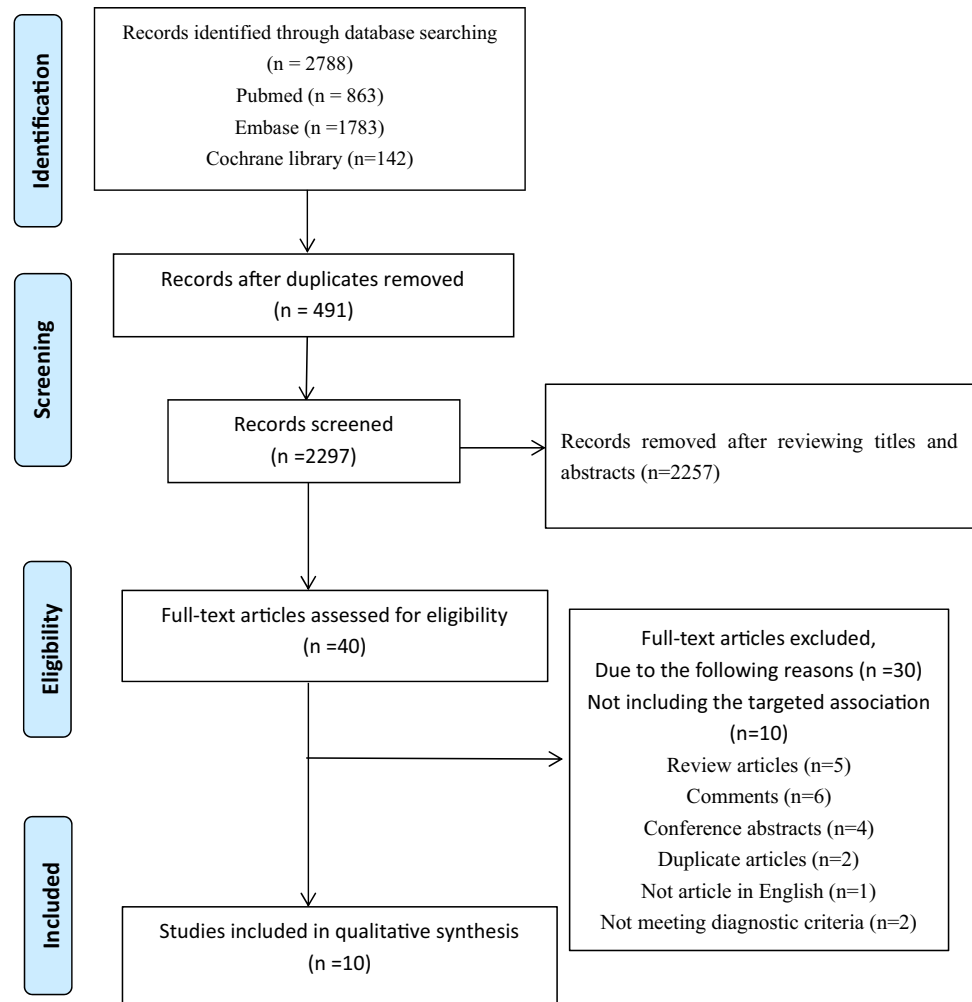 Identification
Records identified through database searching
(n = 2788)
Pubmed (n = 863)
Embase (n =1783)
Cochrane library (n=142)
Screening
Records after duplicates removed
(n = 491)
Records screened
(n =2297)
Records removed after reviewing titles and
abstracts (n=2257)
Eligibility
Full-text articles assessed for eligibility
(n =40)
Full-text articles excluded,
Due to the following reasons (n =30)
Not including the targeted association
(n=10)
Review articles (n=5)
Comments (n=6)
Conference abstracts (n=4)
Duplicate articles (n=2)
Not article in English (n=1)
Not meeting diagnostic criteria (n=2)
Included
Studies included in qualitative synthesis
(n =10)